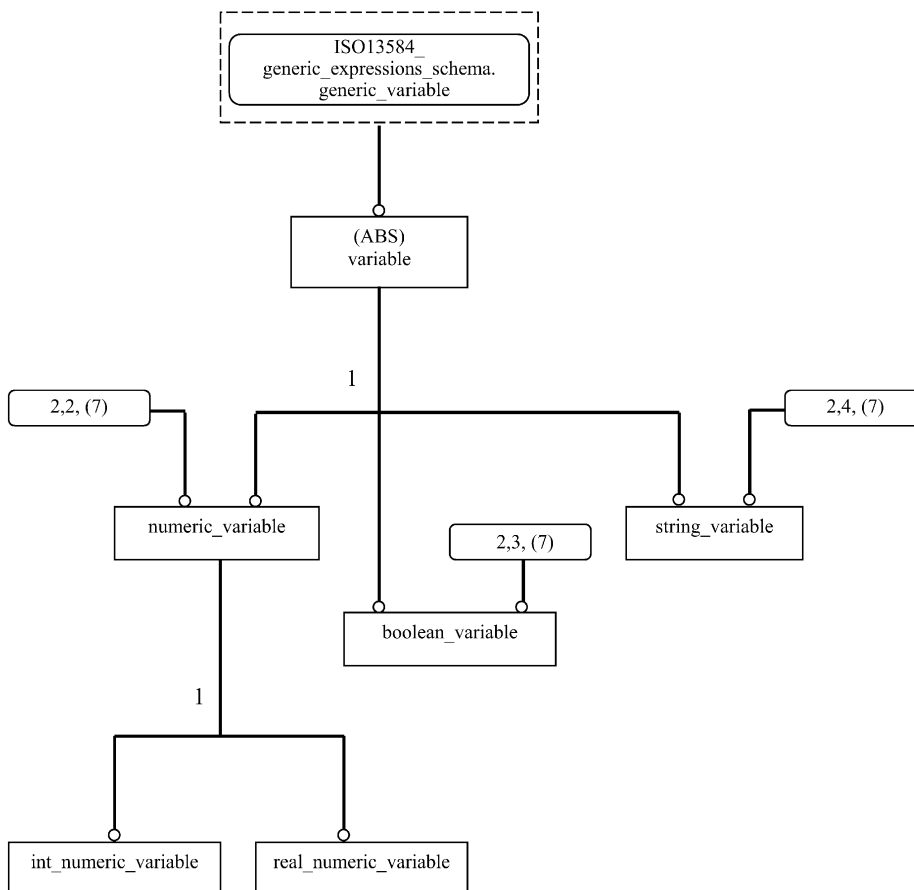 ISO13584_
generic_expressions_schema.
generic_variable
(ABS)
variable
1
2,2, (7)
2,4, (7)
numeric_variable
string_variable
2,3, (7)
boolean_variable
1
int_numeric_variable
real_numeric_variable